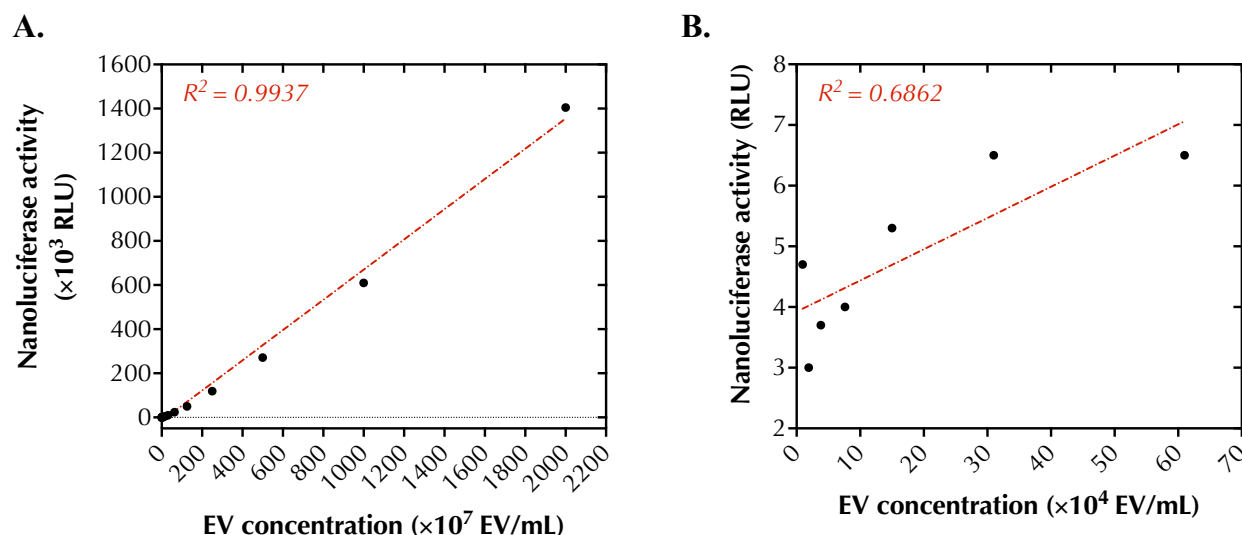 A.
R² = 0.9937
Nanoluciferase activity
(×10³ RLU)
1600
1400
1200
1000
800
600
400
200
0
0 200 400 600 800 1000 1200 1400 1600 1800 2000 2200
EV concentration (×10⁷ EV/mL)
B.
R² = 0.6862
Nanoluciferase activity (RLU)
8
7
6
5
4
3
2
0 10 20 30 40 50 60 70
EV concentration (×10⁴ EV/mL)